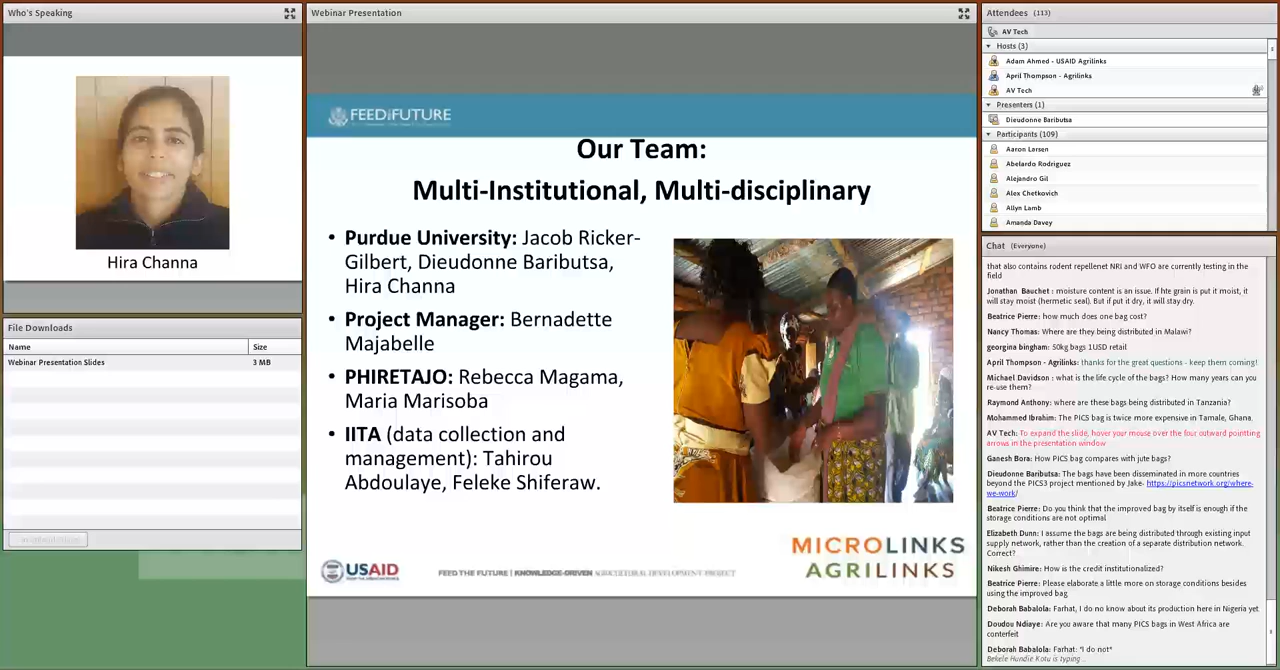 Who's Speaking
Hira Channa
File Downloads
Name
Size
Webinar Presentation Slides
3 MB
Webinar Presentation
FEED THE FUTURE
Our Team:
Multi-Institutional, Multi-disciplinary
• Purdue University: Jacob Ricker-
Gilbert, Dieudonne Baributsa,
Hira Channa
• Project Manager: Bernadette
Majabelle
• PHIRETAJO: Rebecca Magama,
Maria Marisoba
• IITA (data collection and
management): Tahirou
Abdoulaye, Feleke Shiferaw.
USAID
FEED THE FUTURE | KNOWLEDGE-DRIVEN AGRICULTURAL DEVELOPMENT PROJECT
MICROLINKS
AGRILINKS
Attendees (113)
AV Tech
Hosts (3)
Adam Ahmed - USAID Agrilinks
April Thompson - Agrilinks
AV Tech
Presenters (1)
Dieudonne Baributsa
Participants (109)
Aaron Larsen
Abelardo Rodriguez
Alejandro Gil
Alex Chetkovich
Allyn Lamb
Amanda Davey
Chat (Everyone)
that also contains rodent repellenet NRI and WFO are currently testing in the
field
Jonathan Bauchet : moisture content is an issue. If hte grain is put it moist, it
will stay moist (hermetic seal). But if put it dry, it will stay dry.
Beatrice Pierre: how much does one bag cost?
Nancy Thomas: Where are they being distributed in Malawi?
georgina bingham: 50kg bags 1USD retail
April Thompson - Agrilinks: thanks for the great questions - keep them coming!
Michael Davidson : what is the life cycle of the bags? How many years can you
re-use them?
Raymond Anthony: where are these bags being distributed in Tanzania?
Mohammed Ibrahim: The PICS bag is twice more expensive in Tamale, Ghana.
AV Tech: To expand the slide, hover your mouse over the four outward pointting
arrows in the presentation window
Ganesh Bora: How PICS bag compares with jute bags?
Dieudonne Baributsa: The bags have been disseminated in more countries
beyond the PICS3 project mentioned by Jake- https://picsnetwork.org/where-
we-work/
Beatrice Pierre: Do you think that the improved bag by itself is enough if the
storage conditions are not optimal
Elizabeth Dunn: I assume the bags are being distributed through existing input
supply network, rather than the creation of a separate distribution network.
Correct?
Nikesh Ghimire: How is the credit institutionalized?
Beatrice Pierre: Please elaborate a little more on storage conditions besides
using the improved bag
Deborah Babalola: Farhat, I do no know about its production here in Nigeria yet
Doudou Ndiaye: Are you aware that many PICS bags in West Africa are
conterfeit
Deborah Babalola: Farhat: *I do not*
Bekele Hundie Kotu is typing...